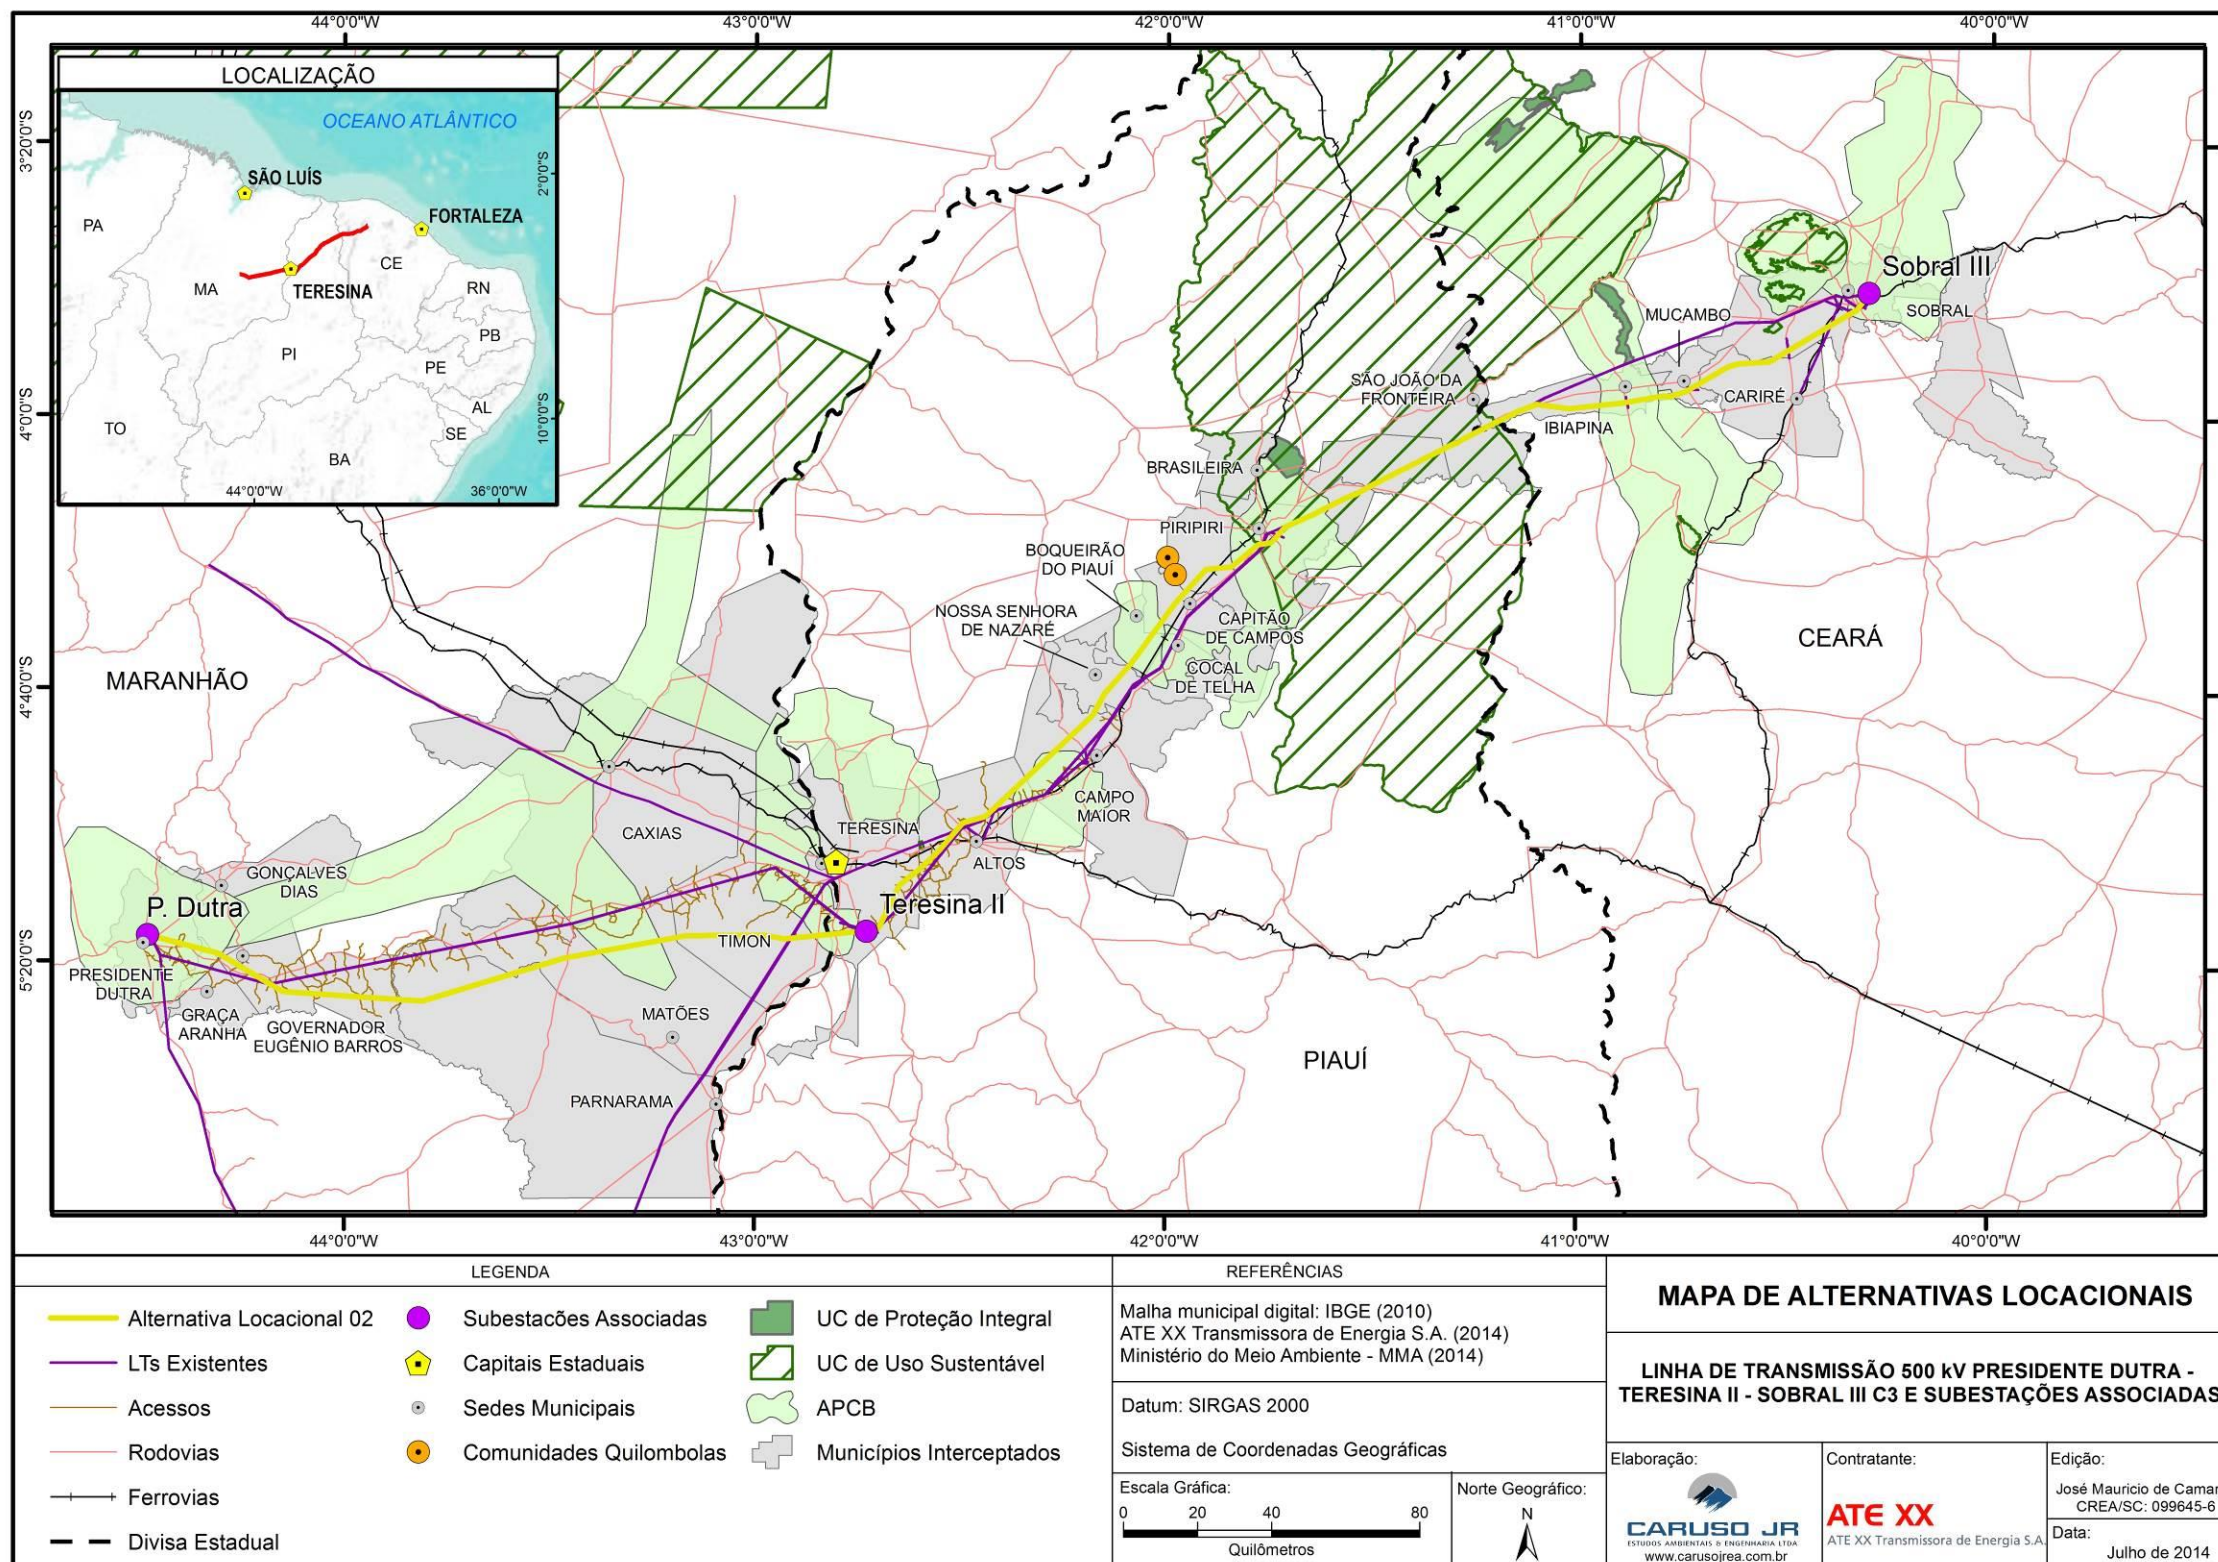 44°0'0"W
43°0'0"W
42°0'0"W
41°0'0"W
40°0'0"W
LOCALIZAÇÃO
OCEANO ATLÂNTICO
SÃO LUÍS
FORTALEZA
TERESINA
PA
MA
CE
RN
PB
PI
PE
AL
SE
TO
BA
2°0'0"S
10°0'0"S
44°0'0"W
36°0'0"W
3°20'0"S
4°0'0"S
4°40'0"S
5°20'0"S
Sobral III
SOBRAL
MUCAMBO
CARIRÉ
SÃO JOÃO DA
FRONTEIRA
IBIAPINA
BRASILEIRA
PIRIPIRI
BOQUEIRÃO
DO PIAUÍ
NOSSA SENHORA
DE NAZARÉ
CAPITÃO
DE CAMPOS
COCAL
DE TELHA
CEARÁ
MARANHÃO
CAMPO
MAIOR
TERESINA
CAXIAS
ALTOS
GONÇALVES
DIAS
P. Dutra
Teresina II
TIMON
PRESIDENTE
DUTRA
GRAÇA
ARANHA
GOVERNADOR
EUGÊNIO BARROS
MATÕES
PIAUÍ
PARNARAMA
44°0'0"W
43°0'0"W
42°0'0"W
41°0'0"W
40°0'0"W
LEGENDA
Alternativa Locacional 02
LTs Existentes
Acessos
Rodovias
Ferrovias
Divisa Estadual
Subestacões Associadas
Capitais Estaduais
Sedes Municipais
Comunidades Quilombolas
UC de Proteção Integral
UC de Uso Sustentável
APCB
Municípios Interceptados
REFERÊNCIAS
Malha municipal digital: IBGE (2010)
ATE XX Transmissora de Energia S.A. (2014)
Ministério do Meio Ambiente - MMA (2014)
Datum: SIRGAS 2000
Sistema de Coordenadas Geográficas
Escala Gráfica:
0 20 40 80
Quilômetros
Norte Geográfico:
N
MAPA DE ALTERNATIVAS LOCACIONAIS
LINHA DE TRANSMISSÃO 500 kV PRESIDENTE DUTRA -
TERESINA II - SOBRAL III C3 E SUBESTAÇÕES ASSOCIADAS
Elaboração:
CARUSO JR
ESTUDOS AMBIENTAIS & ENGENHARIA LTDA
www.carusojrea.com.br
Contratante:
ATE XX
ATE XX Transmissora de Energia S.A.
Edição:
José Mauricio de Camar
CREA/SC: 099645-6
Data:
Julho de 2014